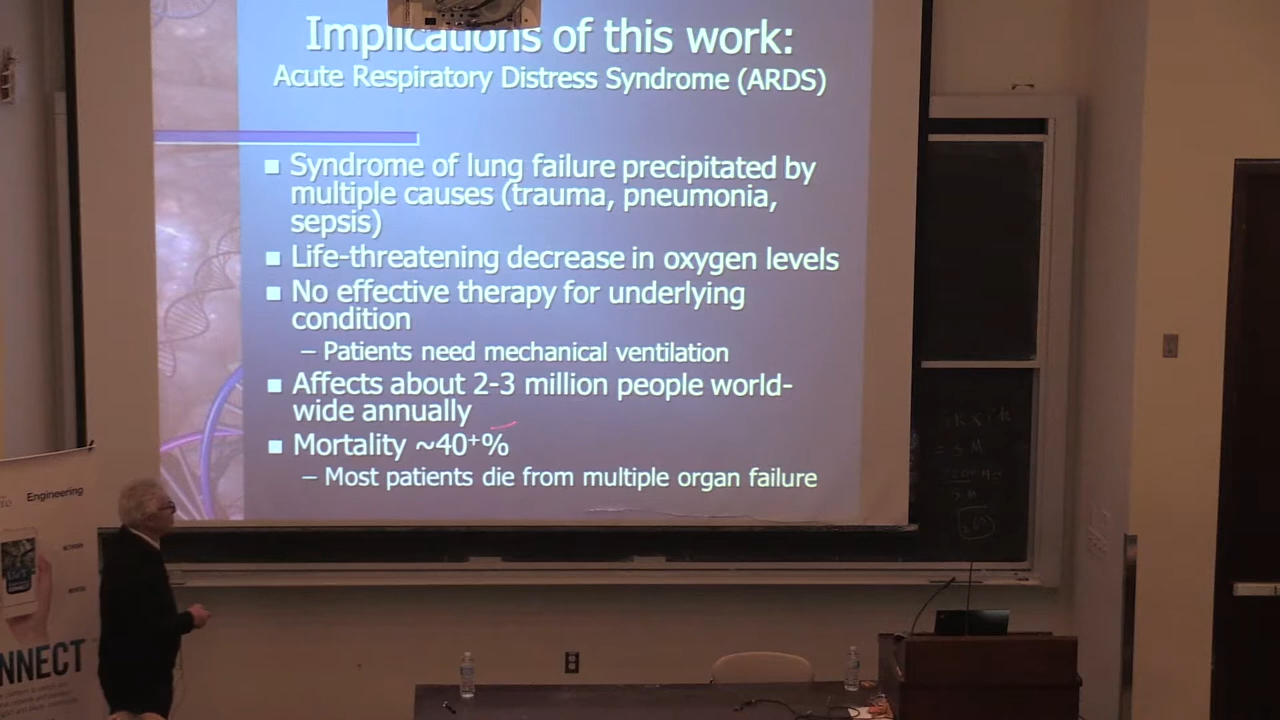 Implications of this work:
Acute Respiratory Distress Syndrome (ARDS)
■ Syndrome of lung failure precipitated by
multiple causes (trauma, pneumonia,
sepsis)
■ Life-threatening decrease in oxygen levels
■ No effective therapy for underlying
condition
– Patients need mechanical ventilation
■ Affects about 2-3 million people world-
wide annually
■ Mortality ~40⁺%
– Most patients die from multiple organ failure
Engineering
NNECT